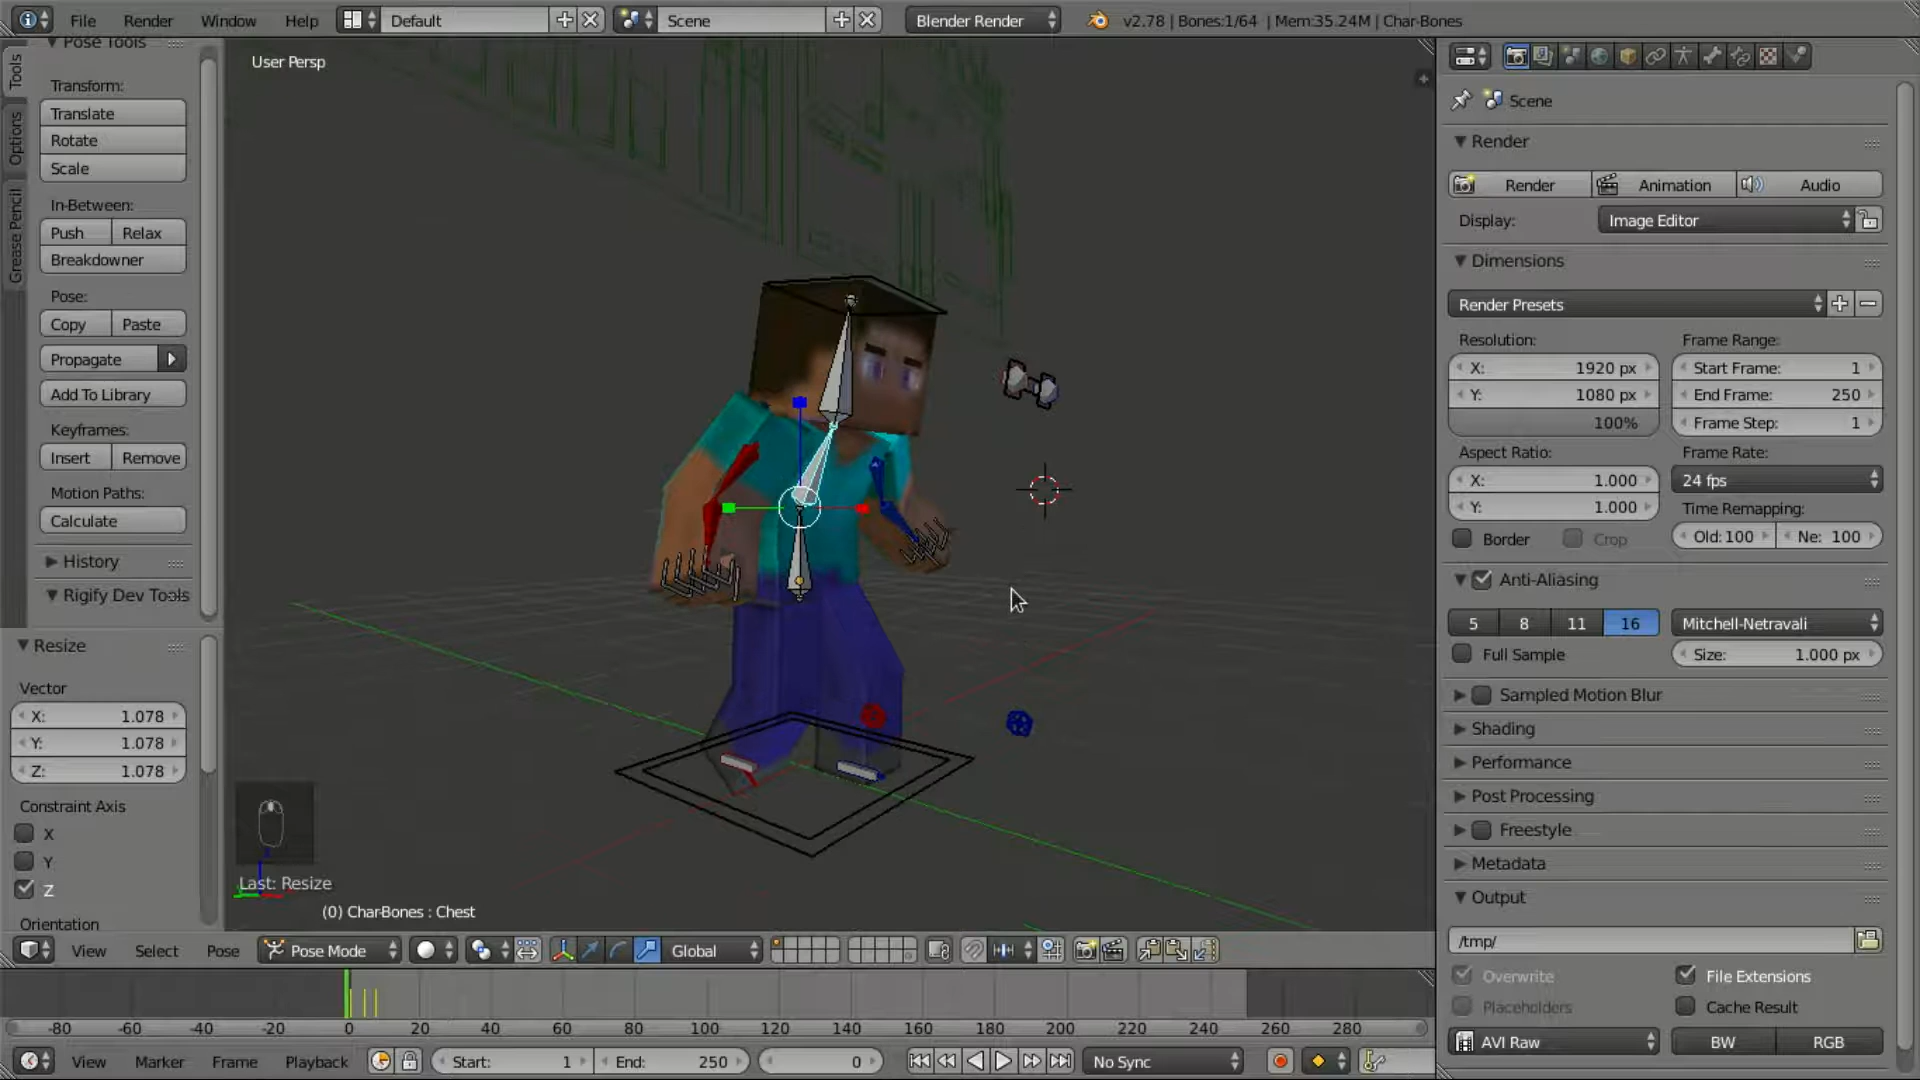 File Render Window Help Default Scene Blender Render v2.78 | Bones:1/64 | Mem:35.24M | Char-Bones
Pose Tools
Tools
Options
Grease Pencil
Transform:
Translate
Rotate
Scale
In-Between:
Push Relax
Breakdowner
Pose:
Copy Paste
Propagate
Add To Library
Keyframes:
Insert Remove
Motion Paths:
Calculate
History
Rigify Dev Tools
Resize
Vector
X: 1.078
Y: 1.078
Z: 1.078
Constraint Axis
X
Y
Z
Orientation
User Persp
Last: Resize
(0) Char-Bones : Chest
View Select Pose Pose Mode Global
-80 -60 -40 -20 0 20 40 60 80 100 120 140 160 180 200 220 240 260 280
View Marker Frame Playback Start: 1 End: 250 0 No Sync
Scene
Render
Render Animation Audio
Display: Image Editor
Dimensions
Render Presets
Resolution: Frame Range:
X: 1920 px Start Frame: 1
Y: 1080 px End Frame: 250
100% Frame Step: 1
Aspect Ratio: Frame Rate:
X: 1.000 24 fps
Y: 1.000 Time Remapping:
Border Crop Old: 100 Ne: 100
Anti-Aliasing
5 8 11 16 Mitchell-Netravali
Full Sample Size: 1.000 px
Sampled Motion Blur
Shading
Performance
Post Processing
Freestyle
Metadata
Output
/tmp/
Overwrite File Extensions
Placeholders Cache Result
AVI Raw BW RGB